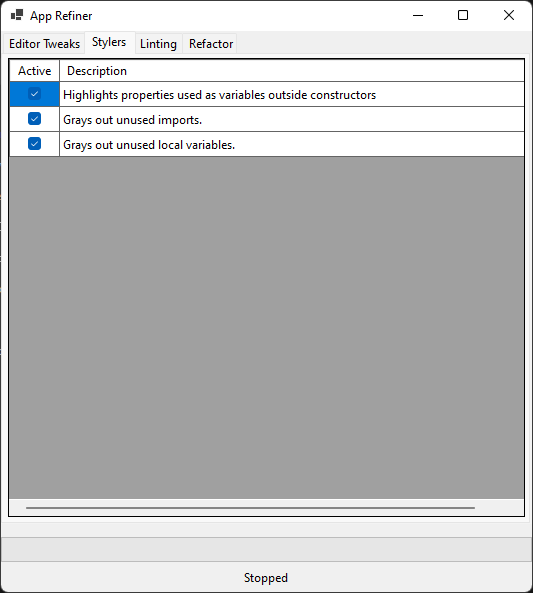 App Refiner
Editor Tweaks Stylers Linting Refactor
Active Description
Highlights properties used as variables outside constructors
Grays out unused imports.
Grays out unused local variables.
Stopped